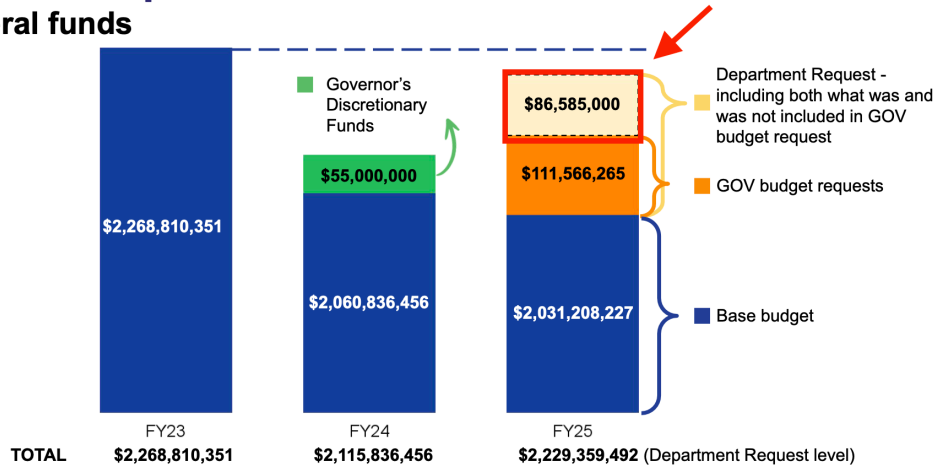 ral funds
Governor's
Discretionary
Funds
$86,585,000
Department Request -
including both what was and
was not included in GOV
budget request
$55,000,000
$111,566,265
GOV budget requests
$2,268,810,351
$2,060,836,456
$2,031,208,227
Base budget
FY23
FY24
FY25
TOTAL
$2,268,810,351
$2,115,836,456
$2,229,359,492 (Department Request level)